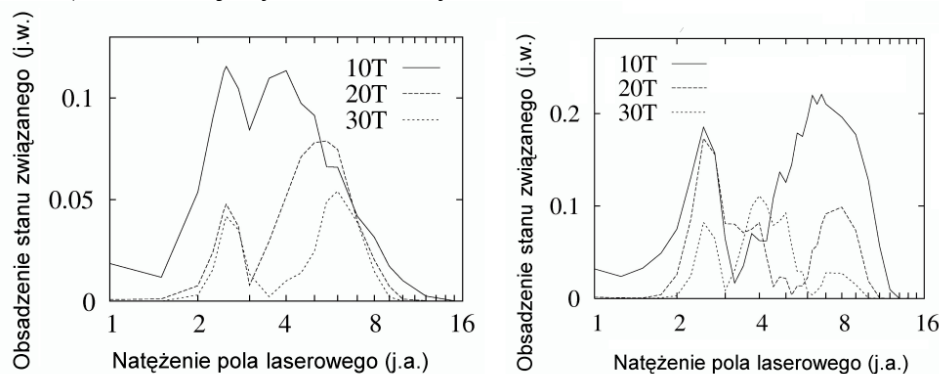 Obsadzenie stanu związanego (j.w.)
0.1
0.05
0
10T
20T
30T
1 2 4 8 16
Natężenie pola laserowego (j.a.)
Obsadzenie stanu związanego (j.w.)
0.2
0.1
0
10T
20T
30T
1 2 4 8 16
Natężenie pola laserowego (j.a.)